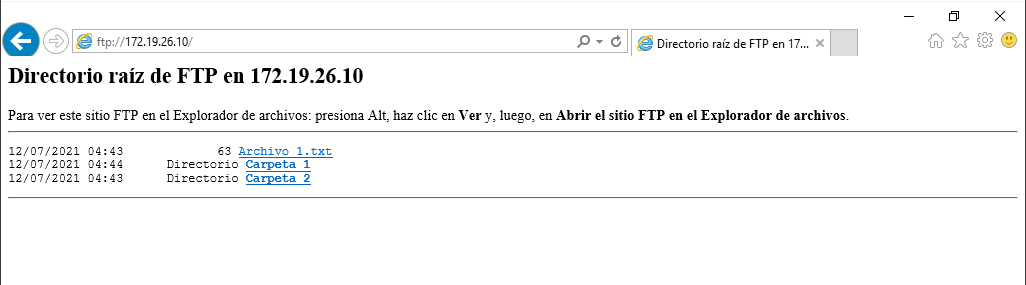 ftp://172.19.26.10/
Directorio raíz de FTP en 17...
Directorio raíz de FTP en 172.19.26.10
Para ver este sitio FTP en el Explorador de archivos: presiona Alt, haz clic en Ver y, luego, en Abrir el sitio FTP en el Explorador de archivos.
12/07/2021 04:43 63 Archivo 1.txt
12/07/2021 04:44 Directorio Carpeta 1
12/07/2021 04:43 Directorio Carpeta 2